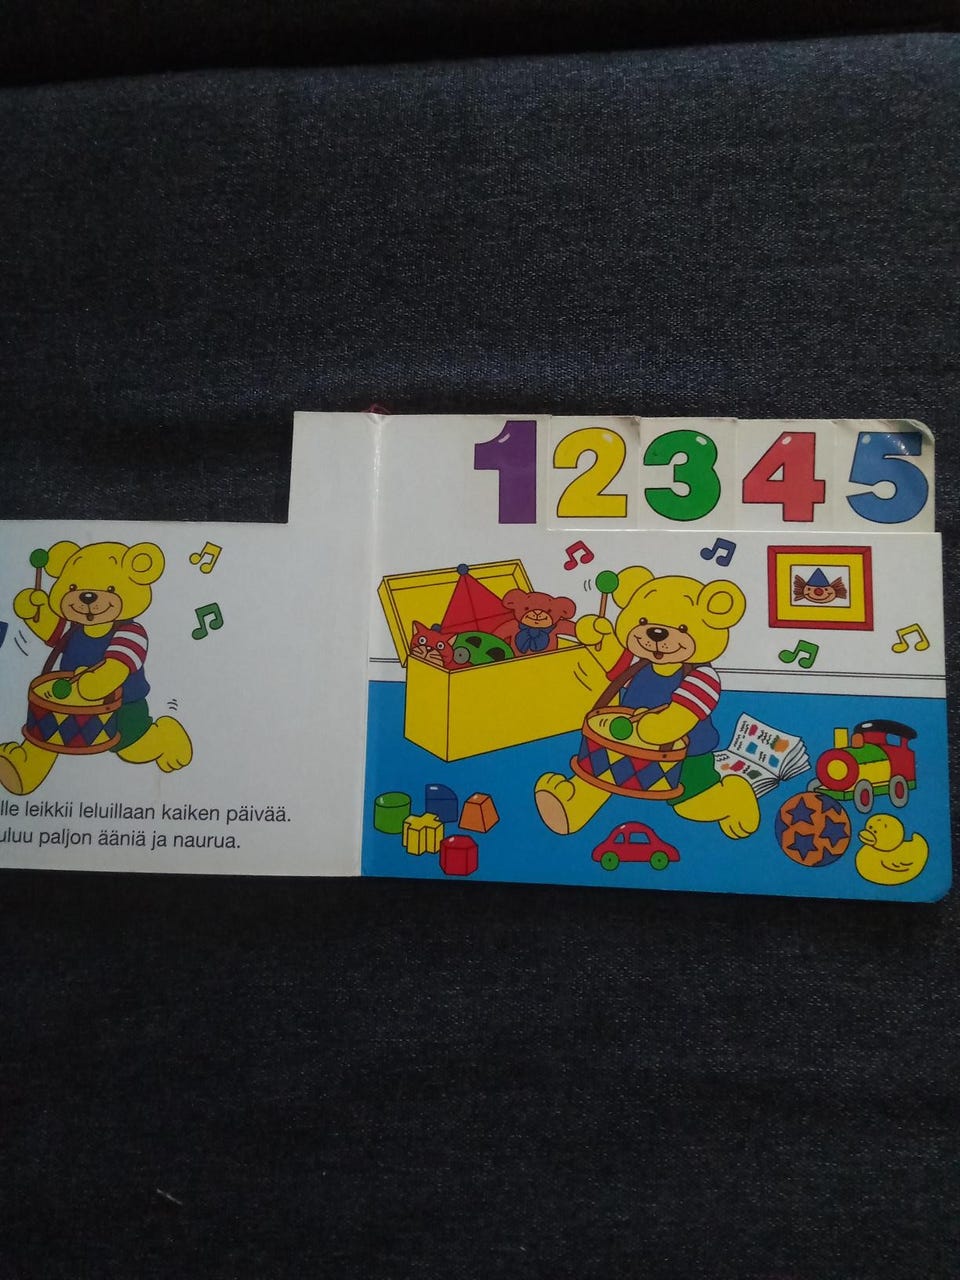 1 2 3 4 5
leikkii leluillaan kaiken päivää.
paljon ääniä ja naurua.